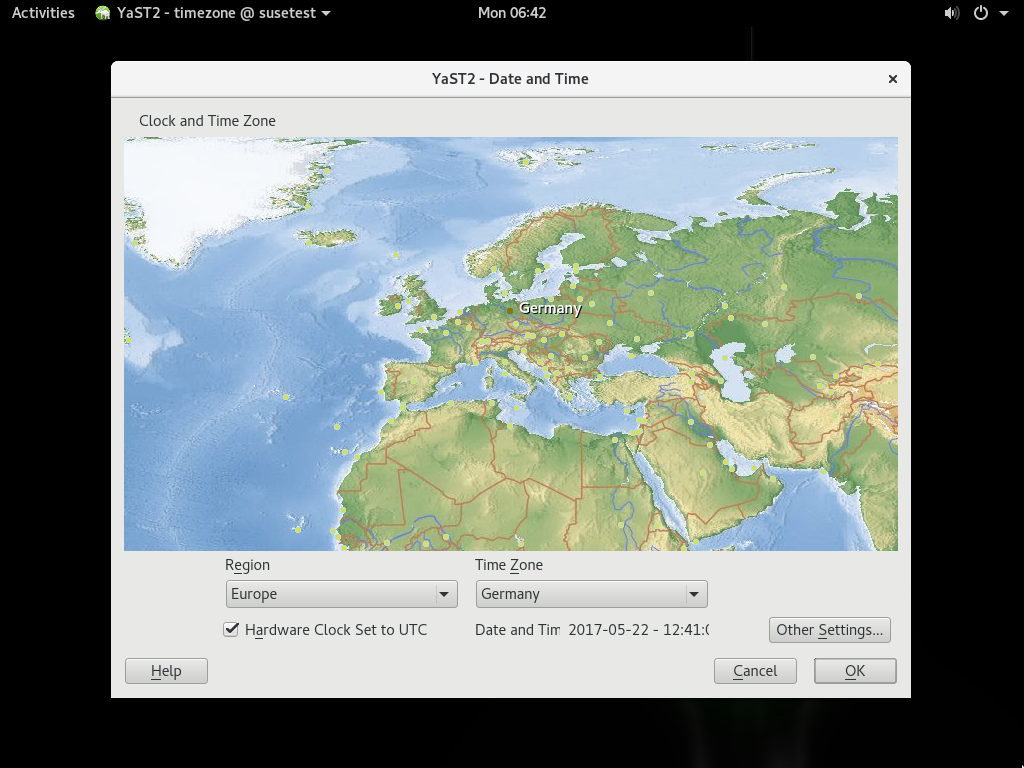 Activities YaST2 - timezone @ susetest Mon 06:42
YaST2 - Date and Time
Clock and Time Zone
Germany
Region Time Zone
Europe Germany
Hardware Clock Set to UTC Date and Tim 2017-05-22 - 12:41:0 Other Settings...
Help Cancel OK